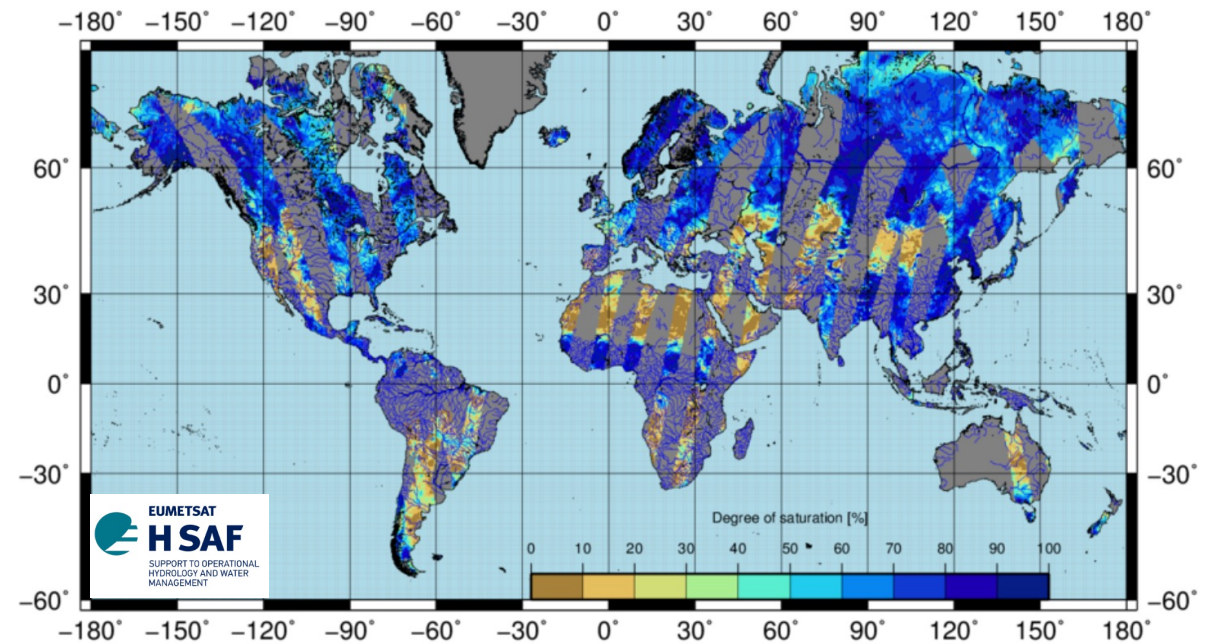 −180° −150° −120° −90° −60° −30° 0° 30° 60° 90° 120° 150° 180°
60° 60°
30° 30°
0° 0°
−30° −30°
−60° −60°
EUMETSAT
H SAF
SUPPORT TO OPERATIONAL
HYDROLOGY AND WATER
MANAGEMENT
Degree of saturation [%]
0 10 20 30 40 50 60 70 80 90 100
−180° −150° −120° −90° −60° −30° 0° 30° 60° 90° 120° 150° 180°